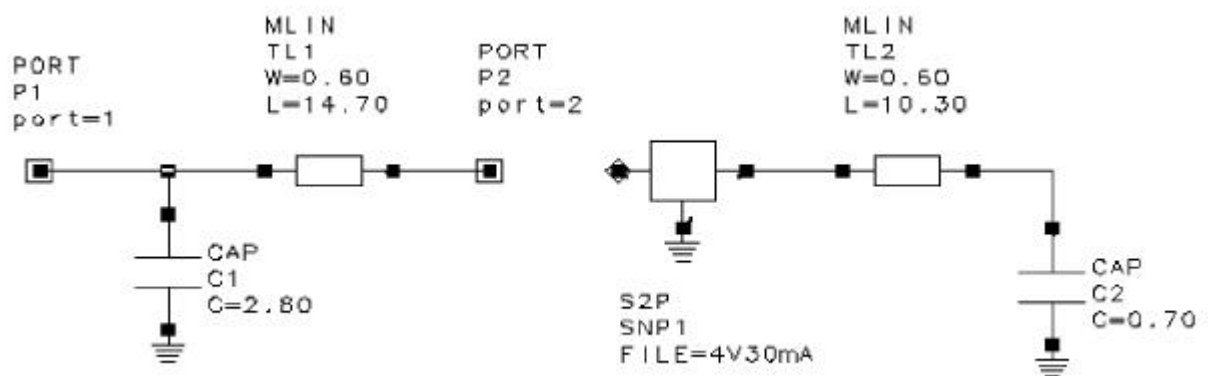 PORT
P1
port=1
MLIN
TL1
W=0.60
L=14.70
PORT
P2
port=2
MLIN
TL2
W=0.60
L=10.30
CAP
C1
C=2.80
S2P
SNP1
FILE=4V30mA
CAP
C2
C=0.70